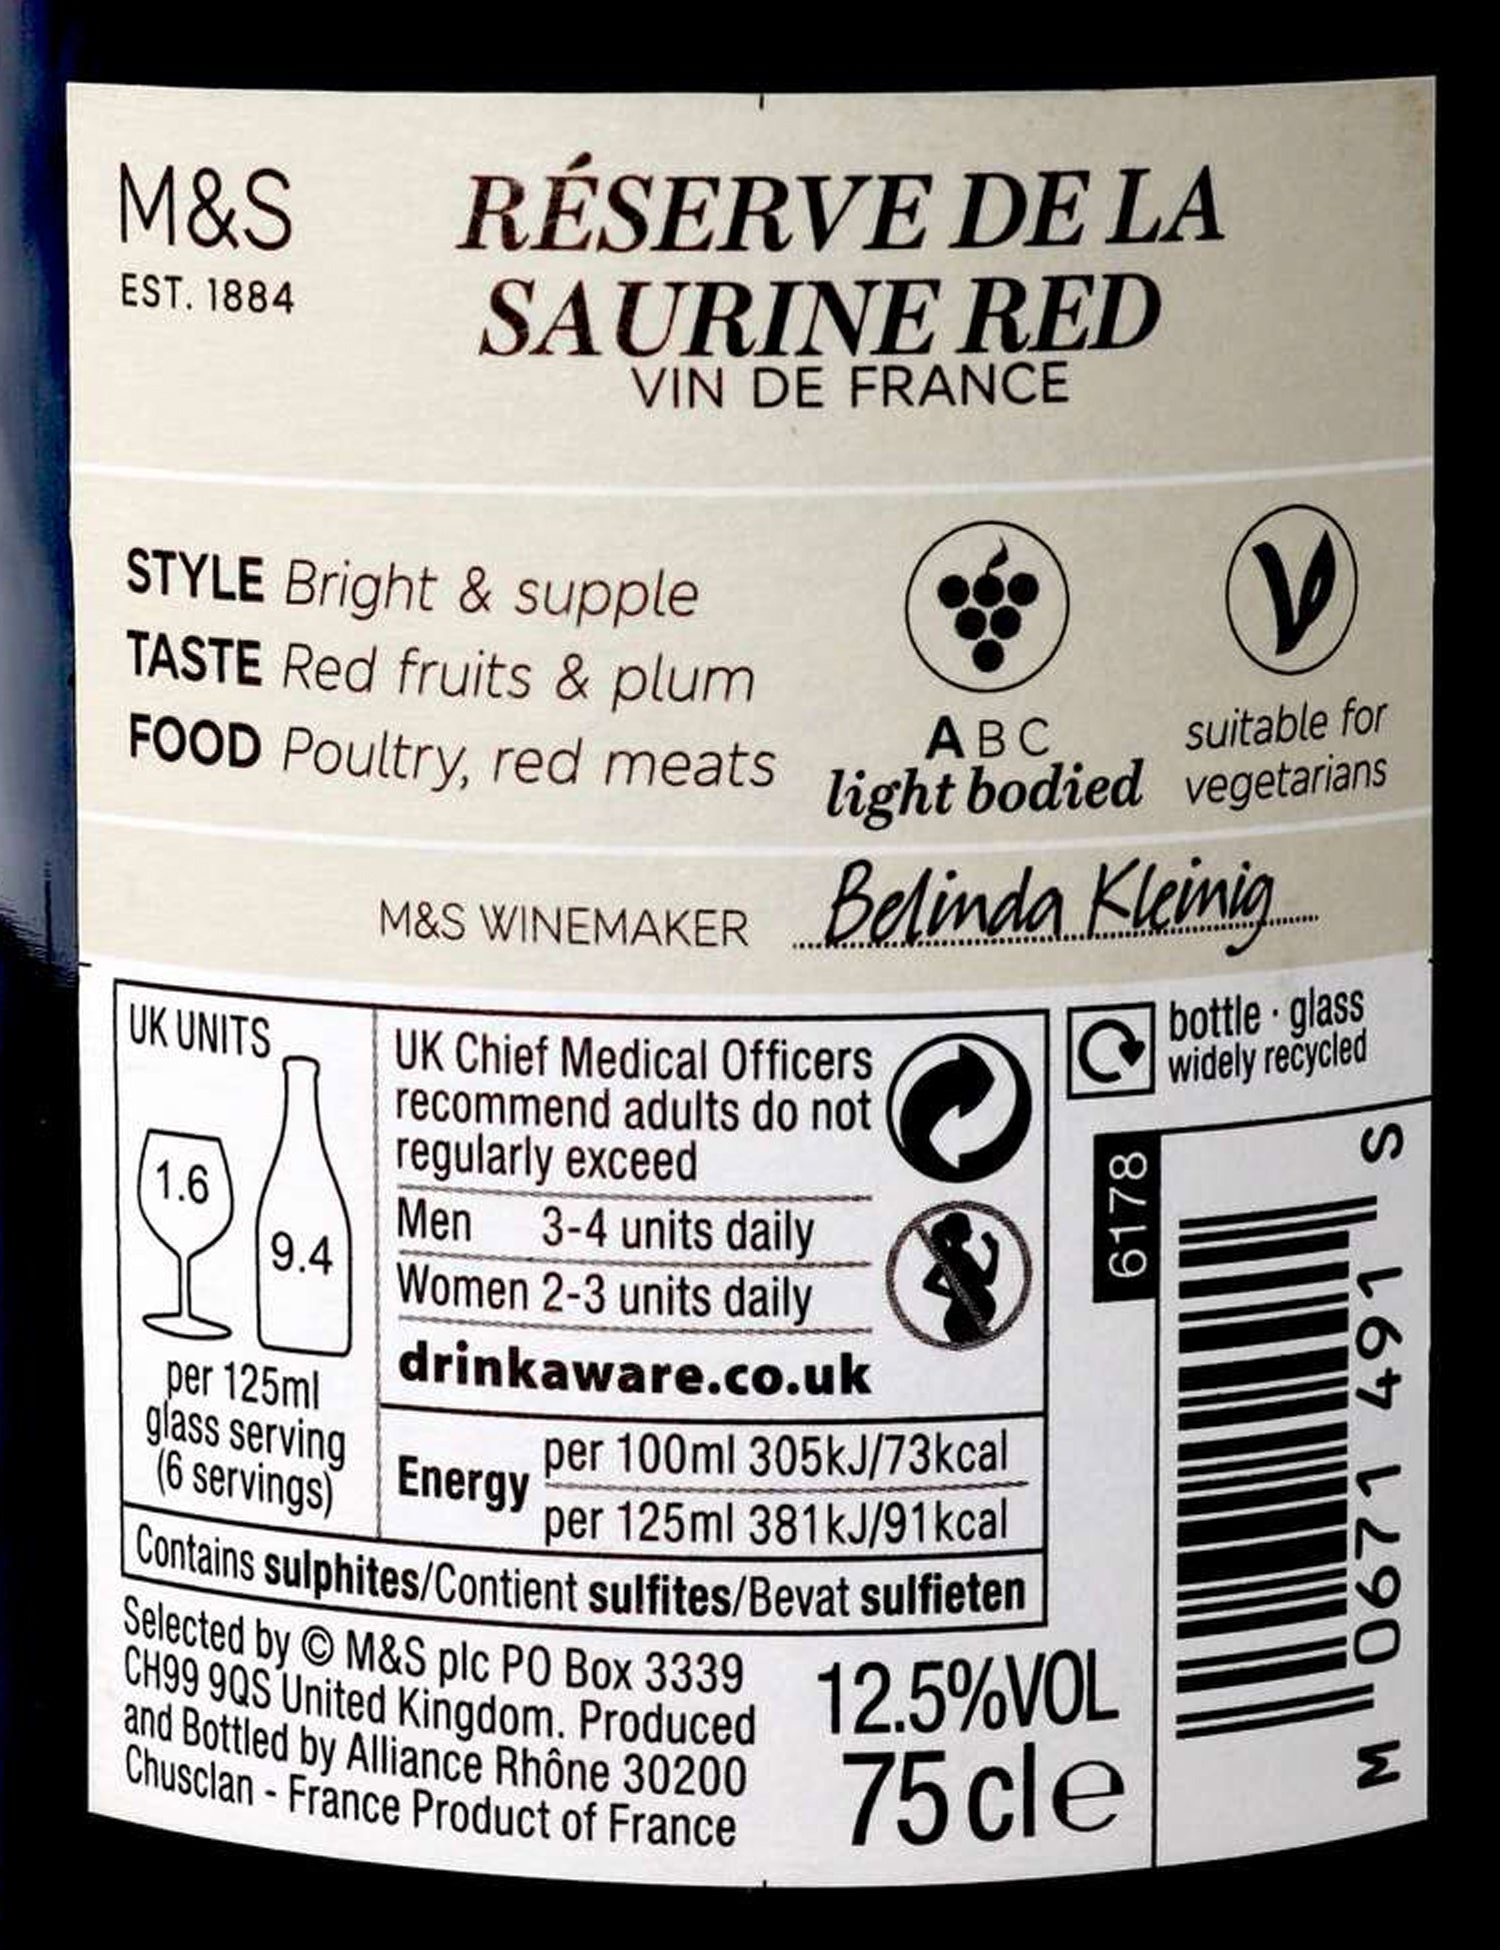 M&S
EST. 1884
RÉSERVE DE LA
SAURINE RED
VIN DE FRANCE
STYLE Bright & supple
TASTE Red fruits & plum
FOOD Poultry, red meats
A B C
light bodied
suitable for
vegetarians
M&S WINEMAKER Belinda Kleinig
UK UNITS
1.6
9.4
per 125ml
glass serving
(6 servings)
UK Chief Medical Officers
recommend adults do not
regularly exceed
Men 3-4 units daily
Women 2-3 units daily
drinkaware.co.uk
Energy
per 100ml 305kJ/73kcal
per 125ml 381kJ/91kcal
Contains sulphites/Contient sulfites/Bevat sulfieten
bottle · glass
widely recycled
6178
M 0671 491 S
Selected by © M&S plc PO Box 3339
CH99 9QS United Kingdom. Produced
and Bottled by Alliance Rhône 30200
Chusclan - France Product of France
12.5%VOL
75 cl e